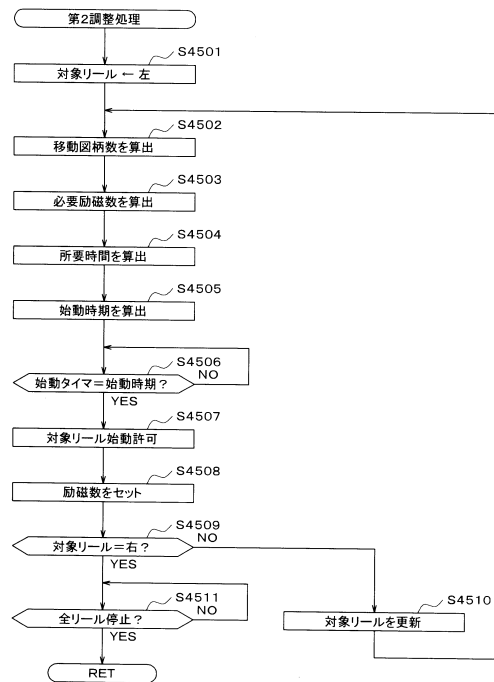 第2調整処理
S4501
対象リール ← 左
S4502
移動図柄数を算出
S4503
必要励磁数を算出
S4504
所要時間を算出
S4505
始動時期を算出
S4506
始動タイマ＝始動時期？
NO
YES
S4507
対象リール始動許可
S4508
励磁数をセット
S4509
対象リール＝右？
NO
YES
S4511
全リール停止？
NO
YES
S4510
対象リールを更新
RET